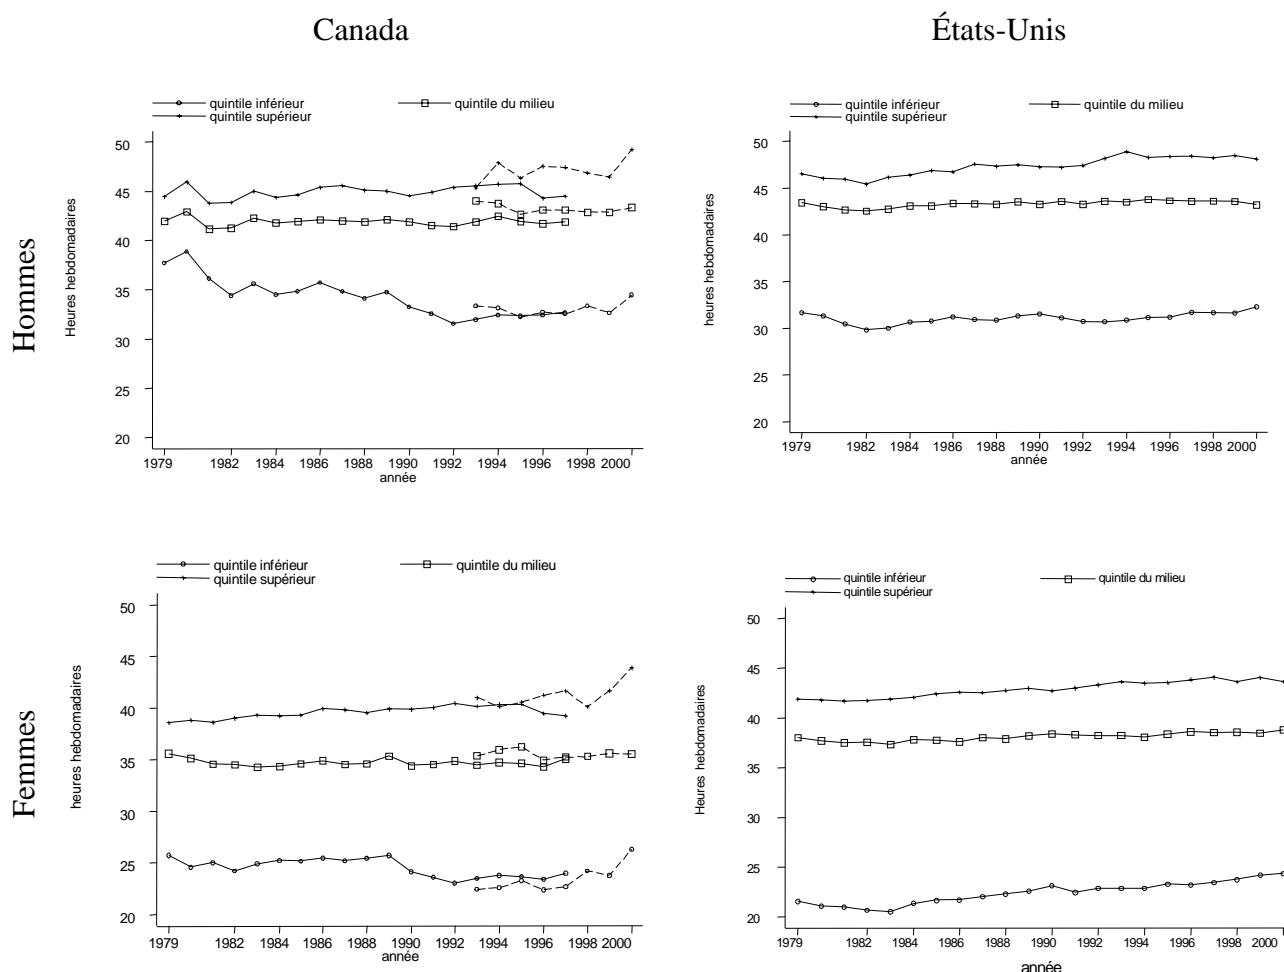 Canada
États-Unis
Hommes
quintile inférieur
quintile du milieu
quintile supérieur
Heures hebdomadaires
50
45
40
35
30
25
20
1979 1982 1984 1986 1988 1990 1992 1994 1996 1998 2000
année
quintile inférieur
quintile du milieu
quintile supérieur
heures hebdomadaires
50
45
40
35
30
25
20
1979 1982 1984 1986 1988 1990 1992 1994 1996 1998 2000
année
Femmes
quintile inférieur
quintile du milieu
quintile supérieur
heures hebdomadaires
50
45
40
35
30
25
20
1979 1982 1984 1986 1988 1990 1992 1994 1996 1998 2000
année
quintile inférieur
quintile du milieu
quintile supérieur
Heures hebdomadaires
50
45
40
35
30
25
20
1979 1982 1984 1986 1988 1990 1992 1994 1996 1998 2000
année